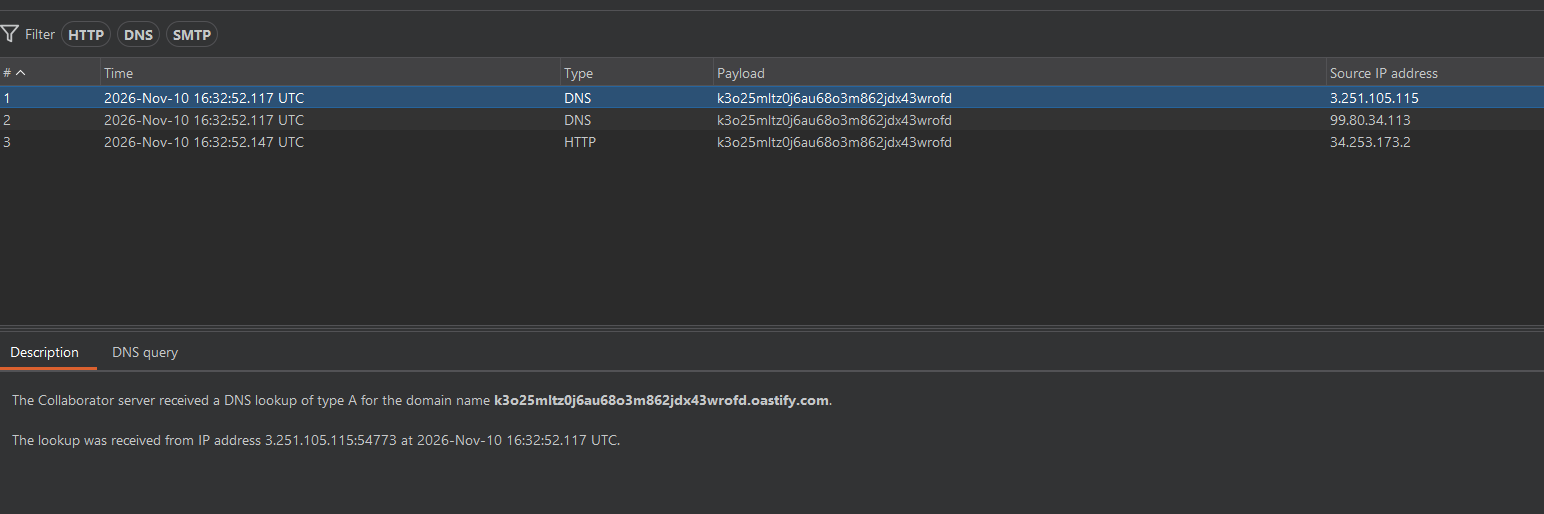 Filter HTTP DNS SMTP
# Time Type Payload Source IP address
1 2026-Nov-10 16:32:52.117 UTC DNS k3o25mltz0j6au68o3m862jdx43wrofd 3.251.105.115
2 2026-Nov-10 16:32:52.117 UTC DNS k3o25mltz0j6au68o3m862jdx43wrofd 99.80.34.113
3 2026-Nov-10 16:32:52.147 UTC HTTP k3o25mltz0j6au68o3m862jdx43wrofd 34.253.173.2
Description DNS query
The Collaborator server received a DNS lookup of type A for the domain name k3o25mltz0j6au68o3m862jdx43wrofd.oastify.com.
The lookup was received from IP address 3.251.105.115:54773 at 2026-Nov-10 16:32:52.117 UTC.